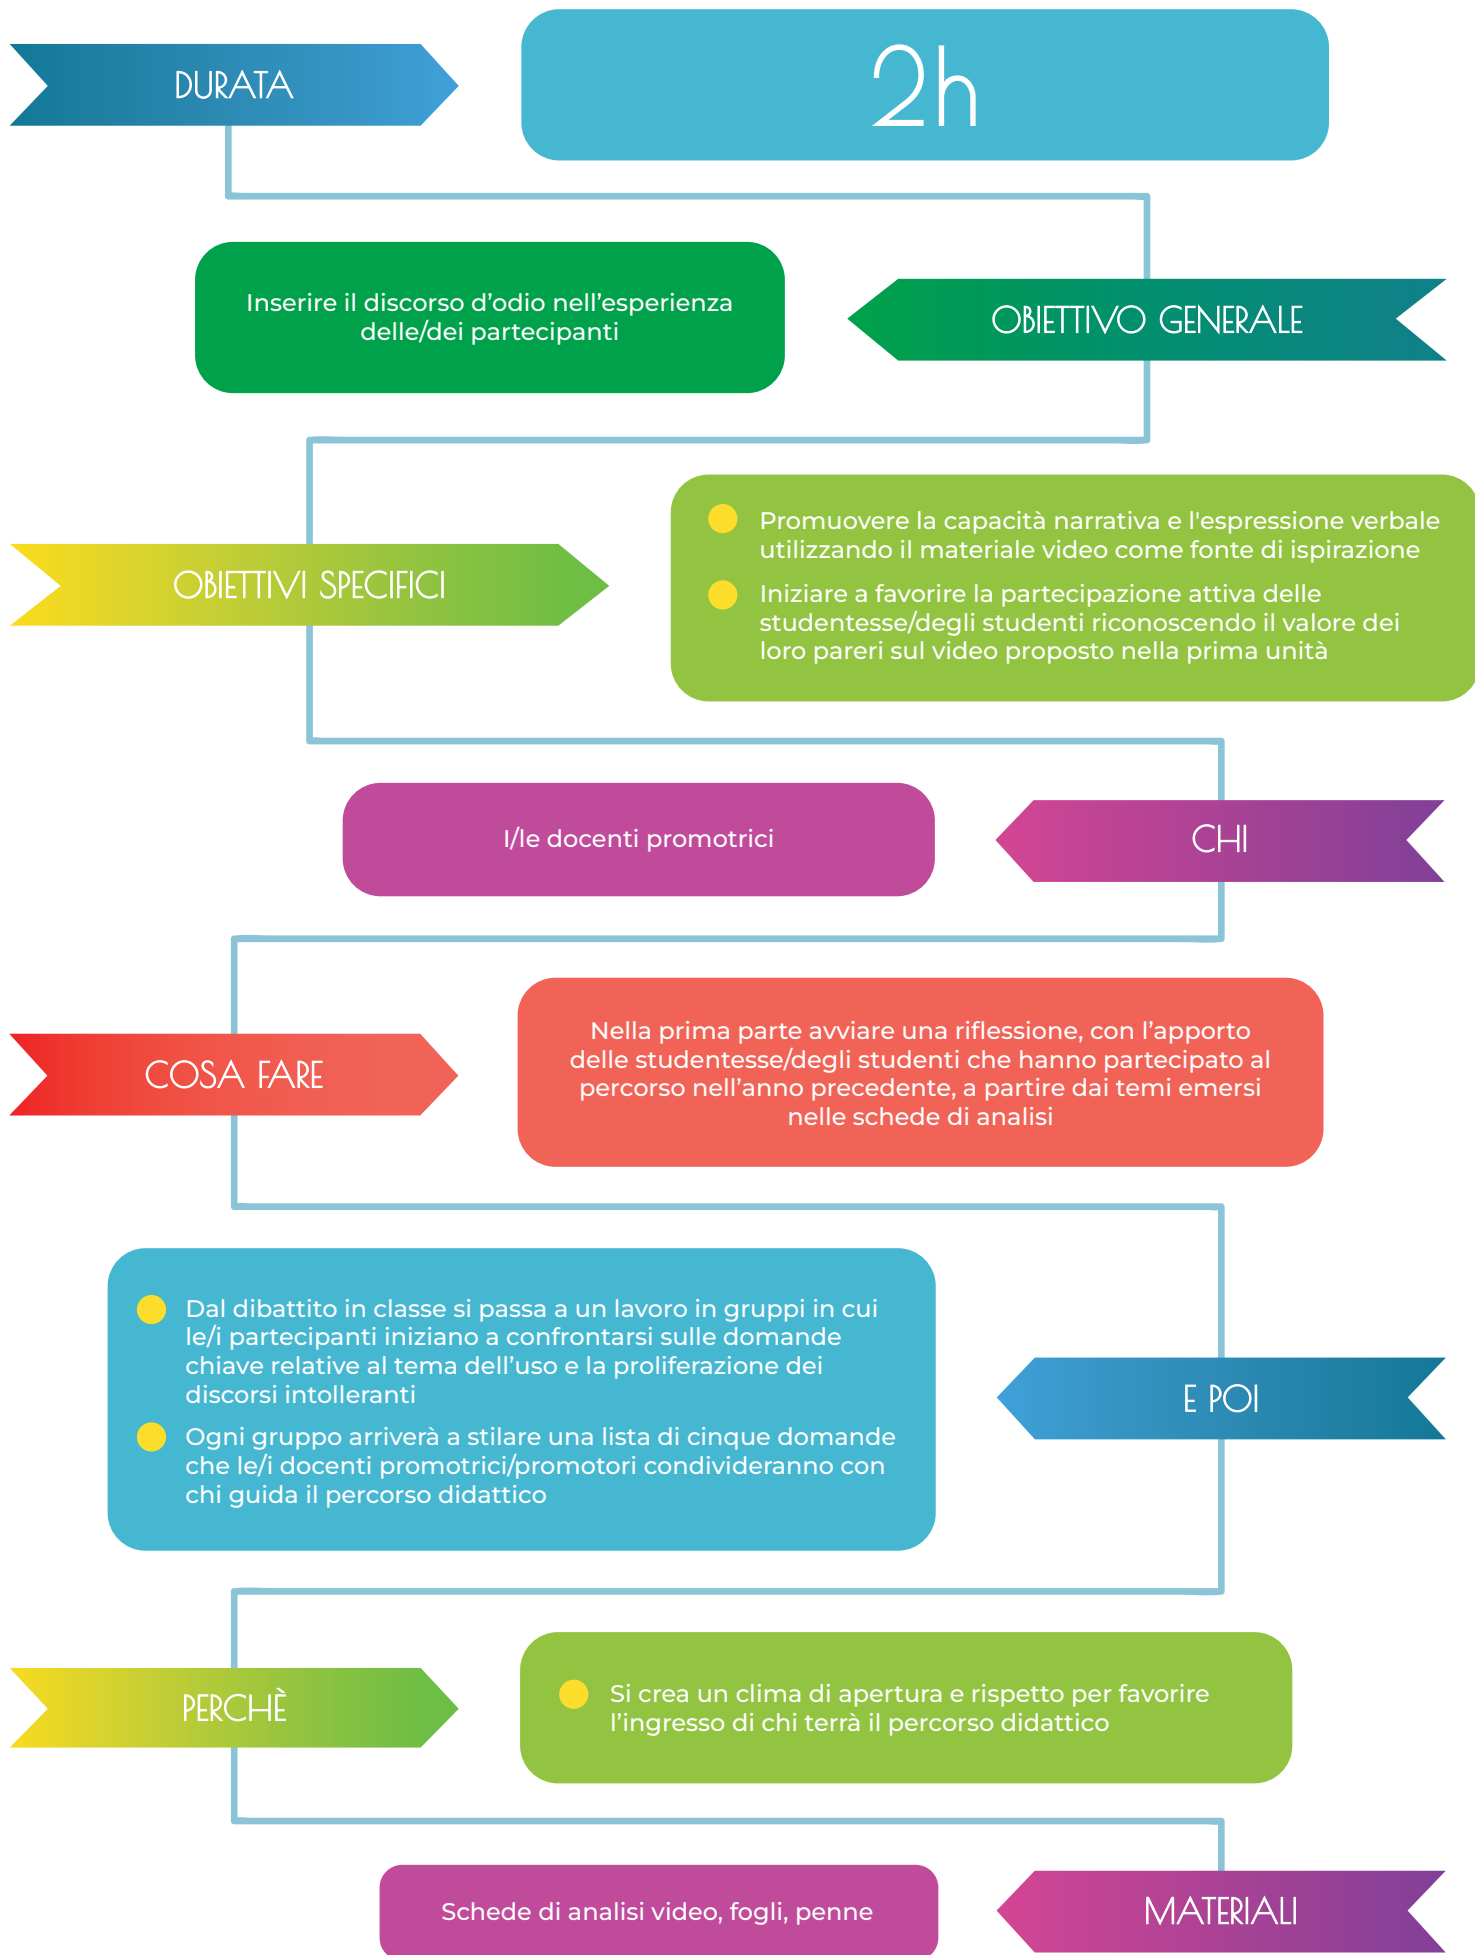 DURATA
2h
Inserire il discorso d’odio nell’esperienza
delle/dei partecipanti
OBIETTIVO GENERALE
OBIETTIVI SPECIFICI
Promuovere la capacità narrativa e l'espressione verbale
utilizzando il materiale video come fonte di ispirazione
Iniziare a favorire la partecipazione attiva delle
studentesse/degli studenti riconoscendo il valore dei
loro pareri sul video proposto nella prima unità
I/le docenti promotrici
CHI
COSA FARE
Nella prima parte avviare una riflessione, con l’apporto
delle studentesse/degli studenti che hanno partecipato al
percorso nell’anno precedente, a partire dai temi emersi
nelle schede di analisi
Dal dibattito in classe si passa a un lavoro in gruppi in cui
le/i partecipanti iniziano a confrontarsi sulle domande
chiave relative al tema dell’uso e la proliferazione dei
discorsi intolleranti
Ogni gruppo arriverà a stilare una lista di cinque domande
che le/i docenti promotrici/promotori condivideranno con
chi guida il percorso didattico
E POI
PERCHÈ
Si crea un clima di apertura e rispetto per favorire
l’ingresso di chi terrà il percorso didattico
Schede di analisi video, fogli, penne
MATERIALI